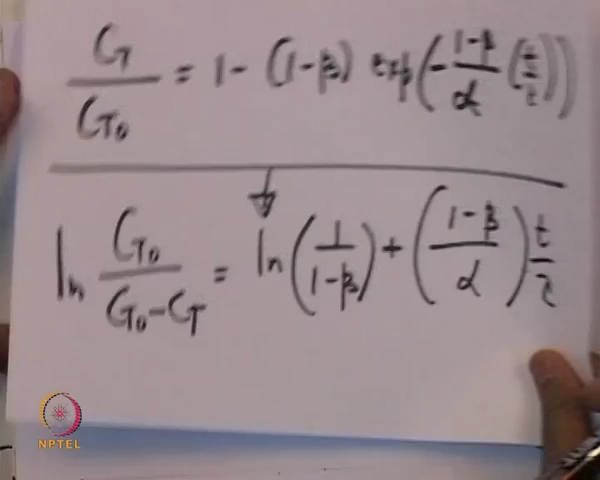 C_T / C_T0 = 1 - (1-β) exp(-(1-β)/α (t/τ))
ln C_T0 / (C_T0 - C_T) = ln(1/(1-β)) + ((1-β)/α) t/τ
NPTEL